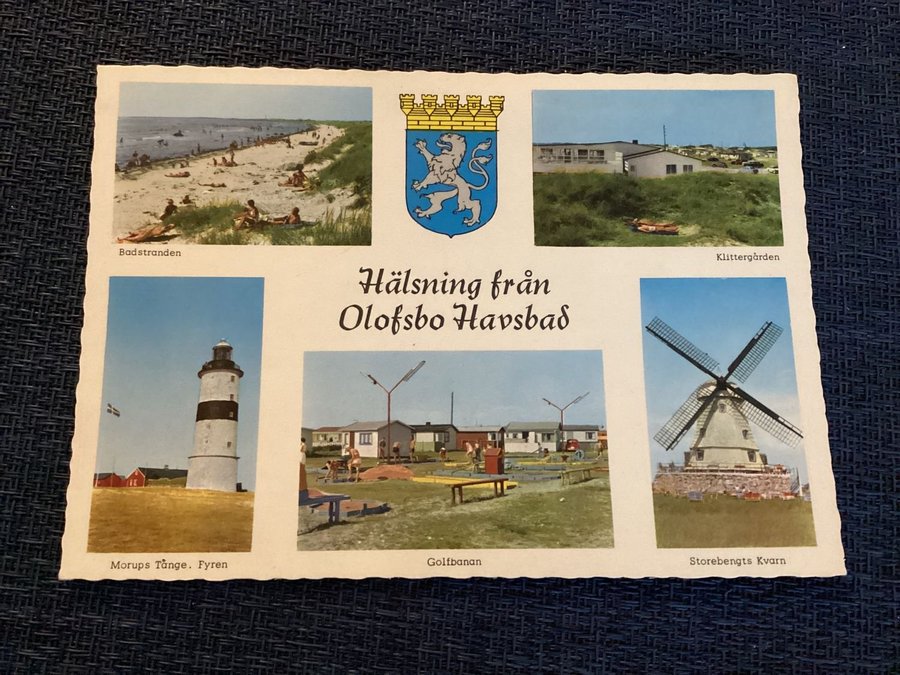 Badstranden
Klittergården
Hälsning från
Olofsbo Havsbad
Morups Tånge. Fyren
Golfbanan
Storebengts Kvarn